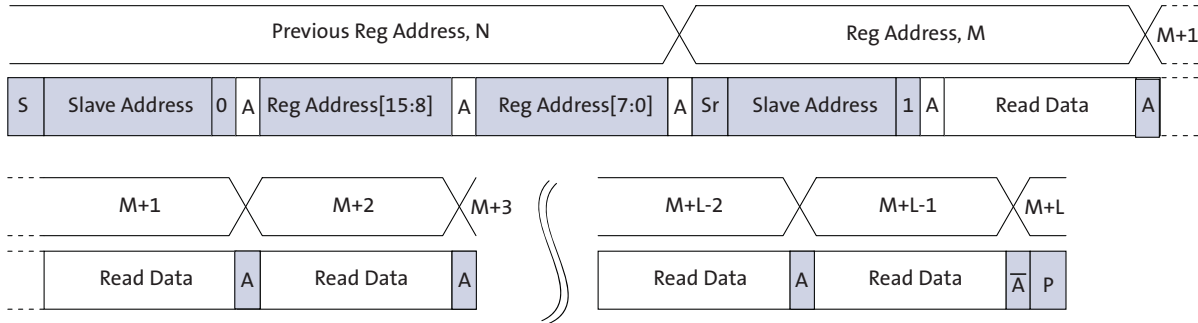 Previous Reg Address, N Reg Address, M M+1
S Slave Address 0 A Reg Address[15:8] A Reg Address[7:0] A Sr Slave Address 1 A Read Data A
M+1 M+2 M+3 M+L-2 M+L-1 M+L
Read Data A Read Data A Read Data A Read Data A̅ P